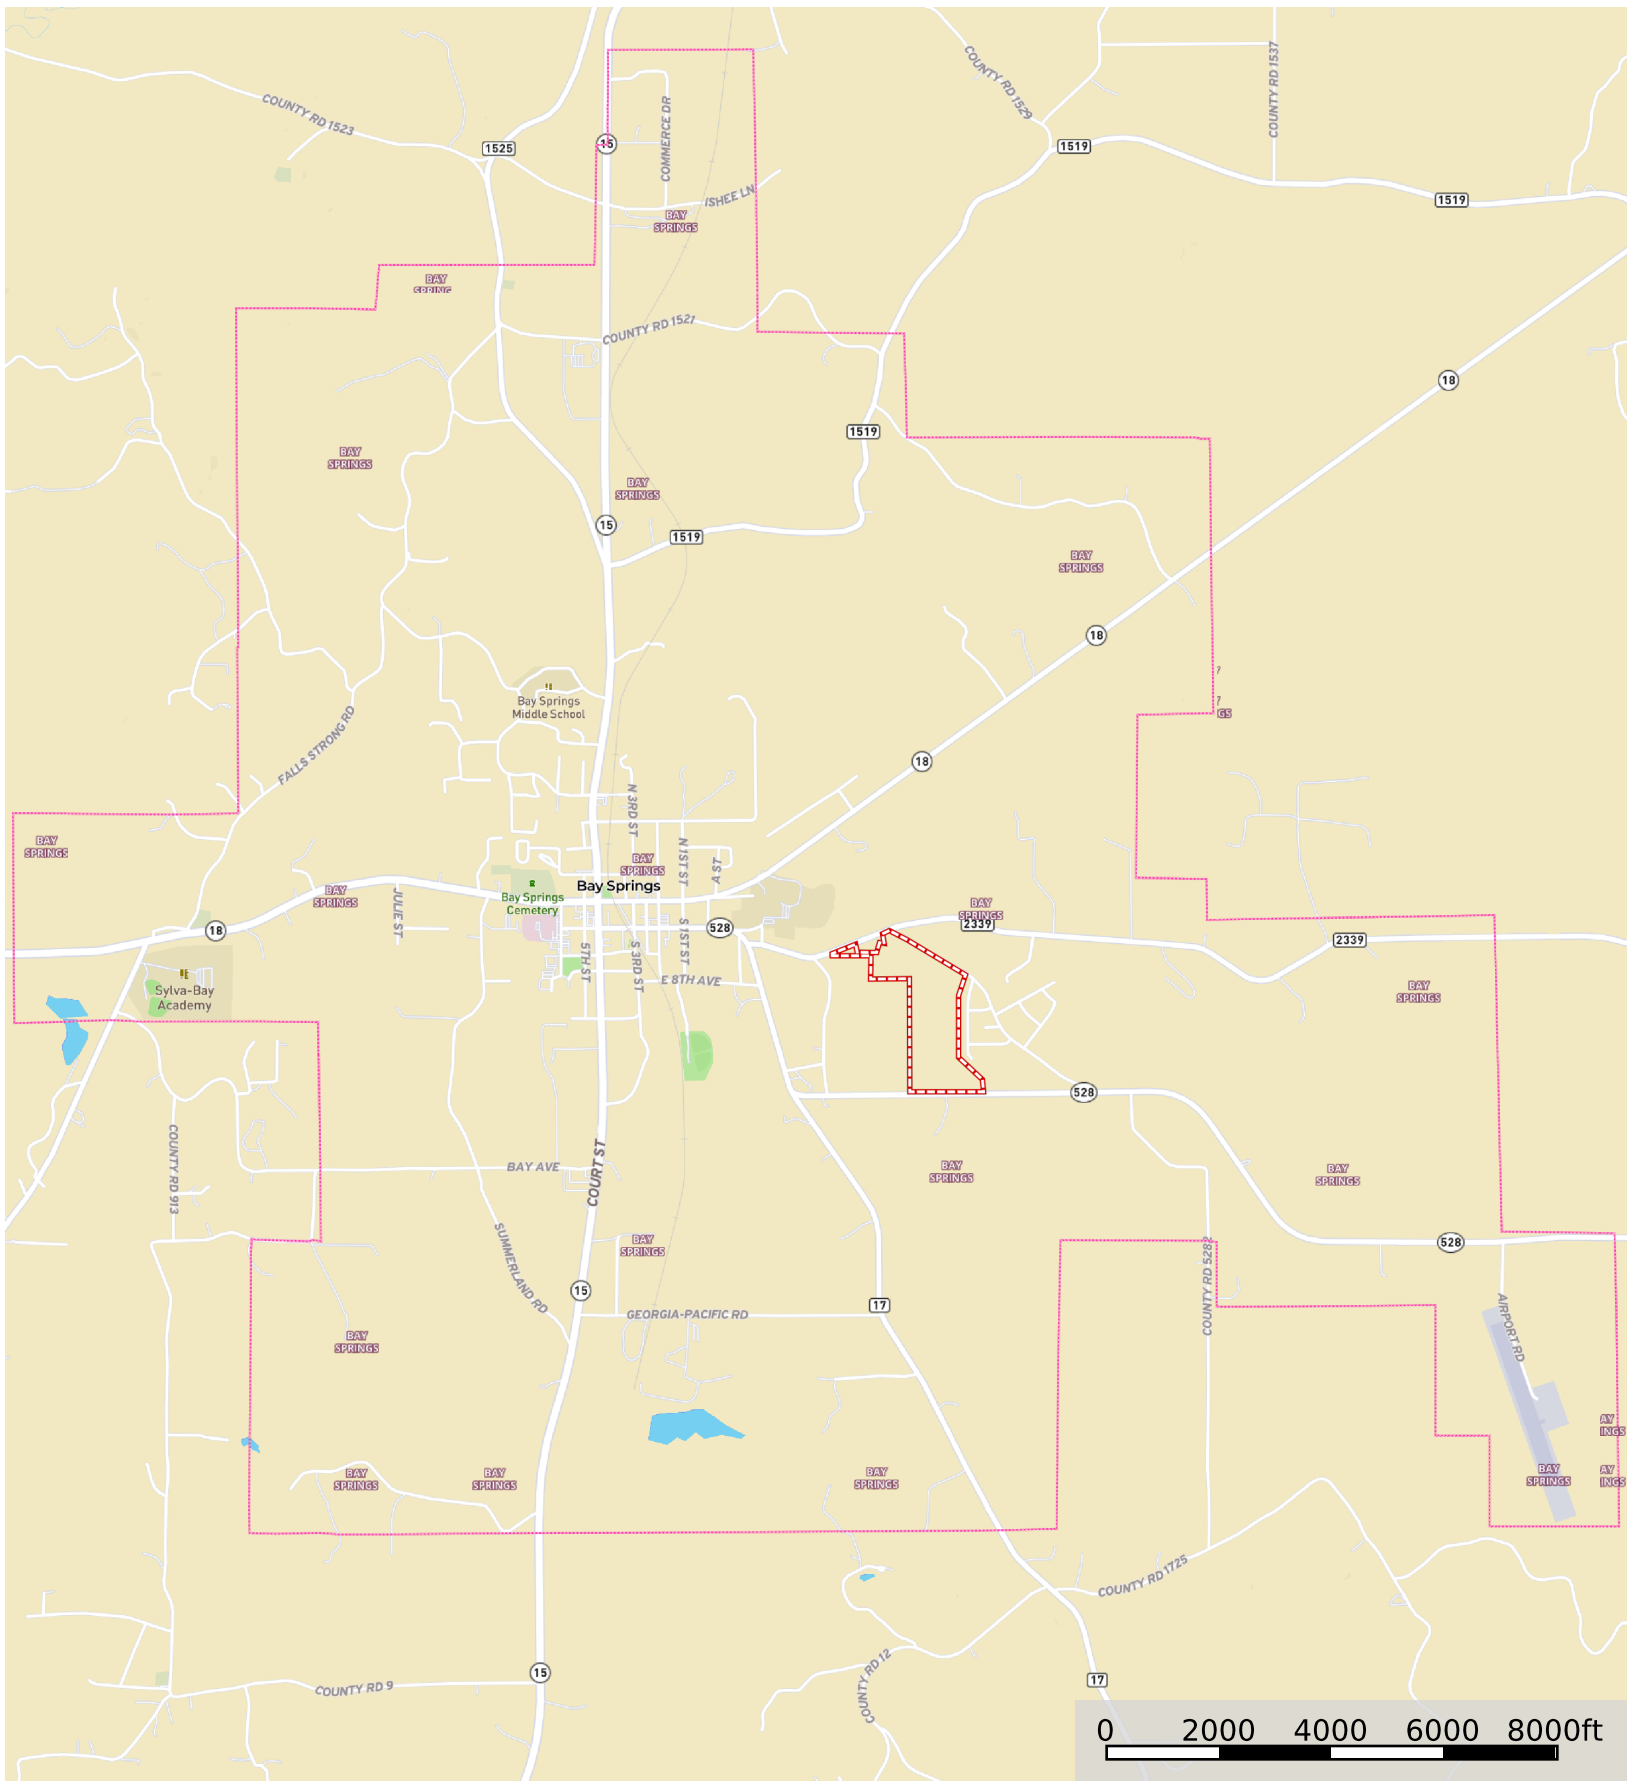 COUNTY RD 1529
COUNTY RD 1537
COUNTY RD 1523
COMMERCE DR
1525
15
1519
ISHEE LN
1519
BAY
SPRINGS
BAY
COUNTY RD 1521
18
1519
BAY
SPRINGS
BAY
SPRINGS
15
1519
BAY
SPRINGS
18
Bay Springs
Middle School
GS
FALLS STRONG RD
18
N 3RD ST
BAY
SPRINGS
N 1ST ST
A ST
BAY
SPRINGS
Bay Springs
BAY
SPRINGS
JULIE ST
Bay Springs
Cemetery
BAY
SPRINGS
2339
18
528
2339
S 1ST ST
5TH ST
S 3RD ST
E 8TH AVE
Sylva-Bay
Academy
BAY
SPRINGS
528
COUNTY RD 913
BAY AVE
COURT ST
BAY
SPRINGS
BAY
SPRINGS
SUMMERLAND RD
BAY
SPRINGS
528
COUNTY RD 5282
15
17
GEORGIA-PACIFIC RD
AIRPORT RD
BAY
SPRINGS
AY
INGS
BAY
SPRINGS
BAY
SPRINGS
BAY
SPRINGS
BAY
SPRINGS
AY
INGS
COUNTY RD 1725
COUNTY RD 12
15
17
COUNTY RD 9
0 2000 4000 6000 8000ft